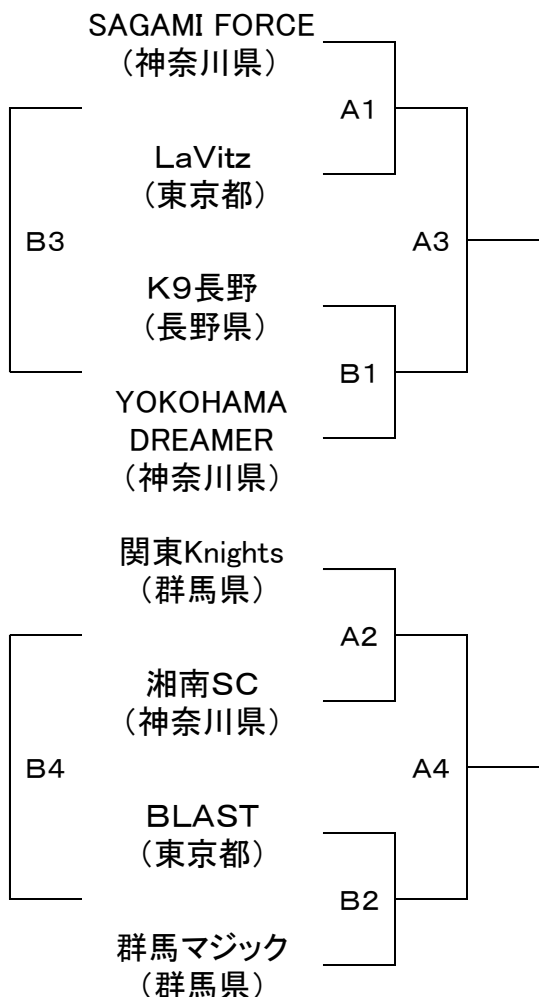 SAGAMI FORCE
（神奈川県）
A1
LaVitz
（東京都）
B3
A3
K9長野
（長野県）
B1
YOKOHAMA
DREAMER
（神奈川県）
関東Knights
（群馬県）
A2
湘南SC
（神奈川県）
B4
A4
BLAST
（東京都）
B2
群馬マジック
（群馬県）